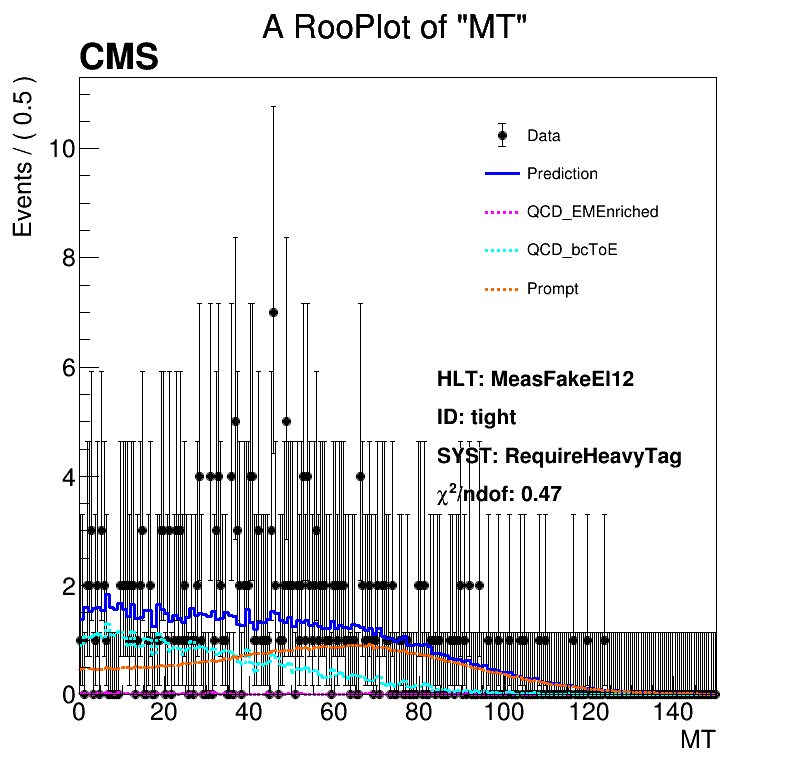 A RooPlot of "MT"
CMS
Events / ( 0.5 )
10
8
6
4
2
0
Data
Prediction
QCD_EMEnriched
QCD_bcToE
Prompt
HLT: MeasFakeEl12
ID: tight
SYST: RequireHeavyTag
χ²/ndof: 0.47
0 20 40 60 80 100 120 140
MT